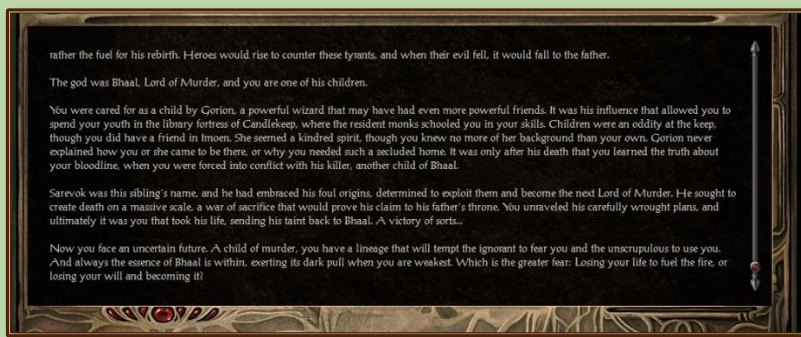 rather the fuel for his rebirth. Heroes would rise to counter these tyrants, and when their evil fell, it would fall to the father.
The god was Bhaal, Lord of Murder, and you are one of his children.
You were cared for as a child by Gorion, a powerful wizard that may have had even more powerful friends. It was his influence that allowed you to
spend your youth in the library fortress of Candlekeep, where the resident monks schooled you in your skills. Children were an oddity at the keep,
though you did have a friend in Imoen. She seemed a kindred spirit, though you knew no more of her background than your own. Gorion never
explained how you or she came to be there, or why you needed such a secluded home. It was only after his death that you learned the truth about
your bloodline, when you were forced into conflict with his killer, another child of Bhaal.
Sarevok was this sibling's name, and he had embraced his foul origins, determined to exploit them and become the next Lord of Murder. He sought to
create death on a massive scale, a war of sacrifice that would prove his claim to his father's throne. You unraveled his carefully wrought plans, and
ultimately it was you that took his life, sending his taint back to Bhaal. A victory of sorts...
Now you face an uncertain future. A child of murder, you have a lineage that will tempt the ignorant to fear you and the unscrupulous to use you.
And always the essence of Bhaal is within, exerting its dark pull when you are weakest. Which is the greater fear: Losing your life to fuel the fire, or
losing your will and becoming it?